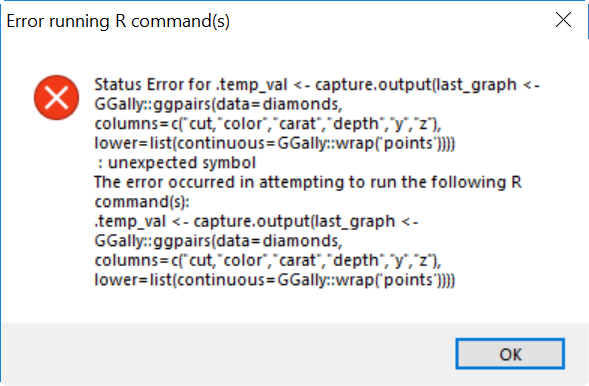 Error running R command(s)
Status Error for .temp_val <- capture.output(last_graph <-
GGally::ggpairs(data=diamonds,
columns=c("cut,"color","carat","depth","y","z"),
lower=list(continuous=GGally::wrap('points'))))
: unexpected symbol
The error occurred in attempting to run the following R
command(s):
.temp_val <- capture.output(last_graph <-
GGally::ggpairs(data=diamonds,
columns=c("cut,"color","carat","depth","y","z"),
lower=list(continuous=GGally::wrap('points'))))
OK